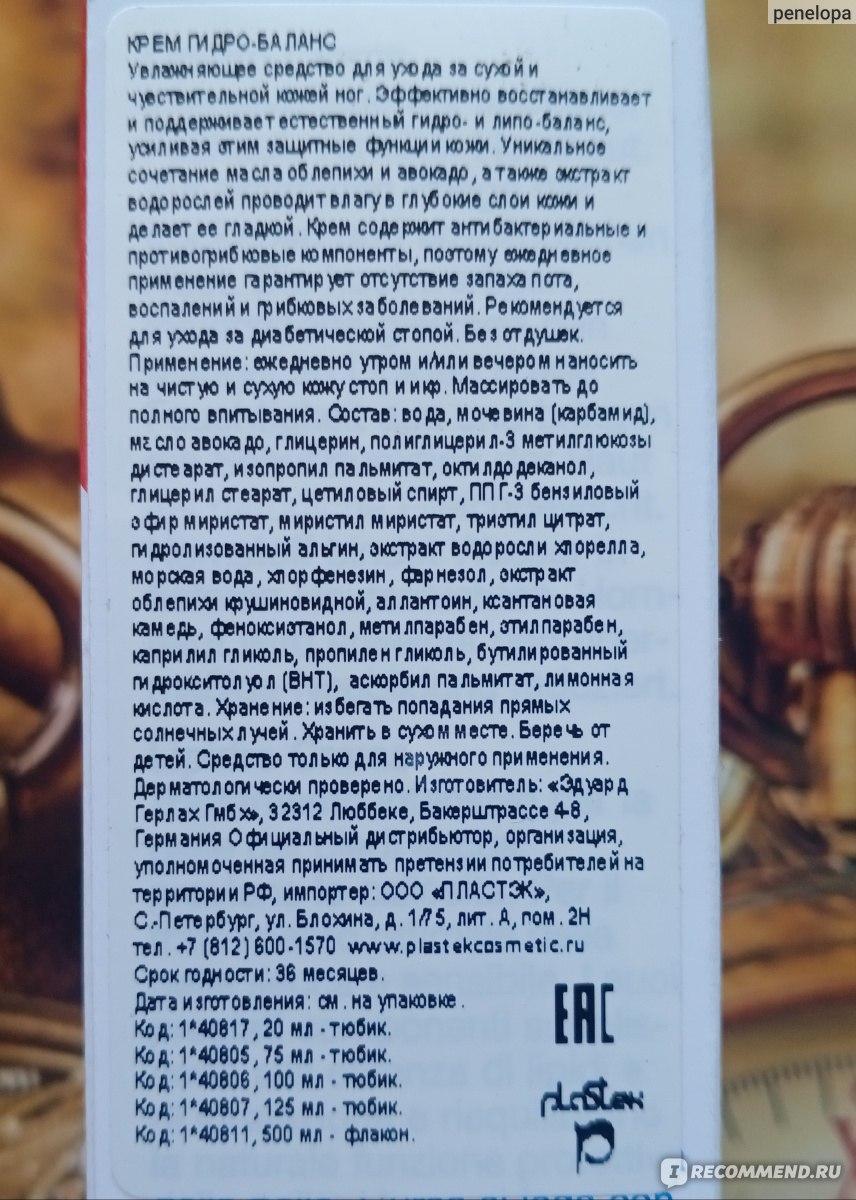 penelopa
КРЕМ ГИДРО-БАЛАНС
Увлажняющее средство для ухода за сухой и
чувствительной кожей ног. Эффективно восстанавливает
и поддерживает естественный гидро- и липо-баланс,
усиливая этим защитные функции кожи. Уникальное
сочетание масла облепихи и авокадо, а также экстракт
водорослей проводит влагу в глубокие слои кожи и
делает ее гладкой. Крем содержит антибактериальные и
противогрибковые компоненты, поэтому ежедневное
применение гарантирует отсутствие запаха пота,
воспалений и грибковых заболеваний. Рекомендуется
для ухода за диабетической стопой. Без отдушек.
Применение: ежедневно утром и/или вечером наносить
на чистую и сухую кожу стоп и икр. Массировать до
полного впитывания. Состав: вода, мочевина (карбамид),
масло авокадо, глицерин, полиглицерил-3 метилглюкозы
дистеарат, изопропил пальмитат, октилдодеканол,
глицерил стеарат, цетиловый спирт, ППГ-3 бензиловый
эфир миристат, миристил миристат, триэтил цитрат,
гидролизованный альгин, экстракт водоросли хлорелла,
морская вода, хлорфенезин, фарнезол, экстракт
облепихи крушиновидной, аллантоин, ксантановая
камедь, феноксиэтанол, метилпарабен, этилпарабен,
каприлил гликоль, пропилен гликоль, бутилированный
гидрокситолуол (BHT), аскорбил пальмитат, лимонная
кислота. Хранение: избегать попадания прямых
солнечных лучей. Хранить в сухом месте. Беречь от
детей. Средство только для наружного применения.
Дерматологически проверено. Изготовитель: «Эдуард
Герлах Гмбх», 32312 Люббеке, Бакерштрассе 4-8,
Германия Официальный дистрибьютор, организация,
уполномоченная принимать претензии потребителей на
территории РФ, импортер: ООО «ПЛАСТЭК»,
С.-Петербург, ул. Блохина, д. 1/75, лит. А, пом. 2Н
тел. +7 (812) 600-1570 www.plastekcosmetic.ru
Срок годности: 36 месяцев.
Дата изготовления: см. на упаковке.
Код: 1*40817, 20 мл - тюбик.
Код: 1*40805, 75 мл - тюбик.
Код: 1*40806, 100 мл - тюбик.
Код: 1*40807, 125 мл - тюбик.
Код: 1*40811, 500 мл - флакон.
EAC
plastek
I RECOMMEND.RU